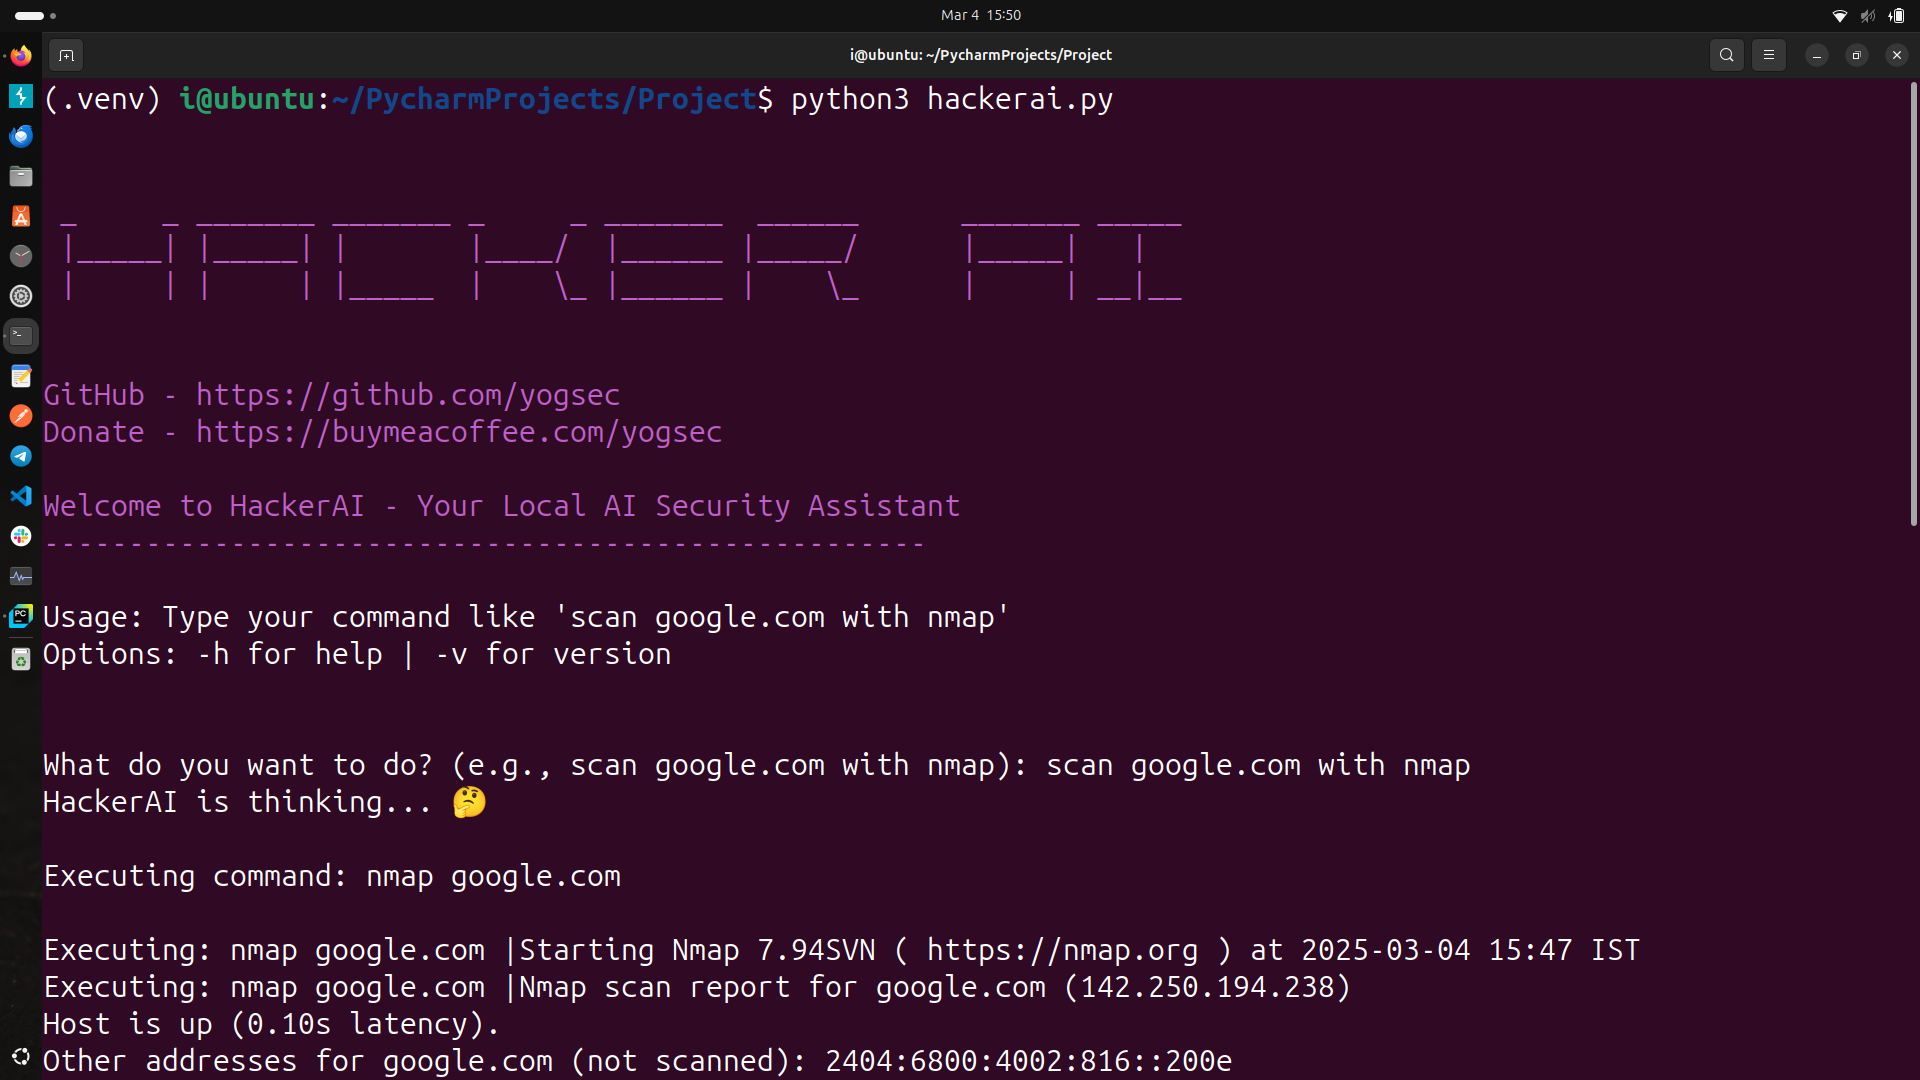 Mar 4 15:50
i@ubuntu: ~/PycharmProjects/Project
(.venv) i@ubuntu:~/PycharmProjects/Project$ python3 hackerai.py
HACKER AI
GitHub - https://github.com/yogsec
Donate - https://buymeacoffee.com/yogsec
Welcome to HackerAI - Your Local AI Security Assistant
----------------------------------------------------
Usage: Type your command like 'scan google.com with nmap'
Options: -h for help | -v for version
What do you want to do? (e.g., scan google.com with nmap): scan google.com with nmap
HackerAI is thinking... 🤔
Executing command: nmap google.com
Executing: nmap google.com |Starting Nmap 7.94SVN ( https://nmap.org ) at 2025-03-04 15:47 IST
Executing: nmap google.com |Nmap scan report for google.com (142.250.194.238)
Host is up (0.10s latency).
Other addresses for google.com (not scanned): 2404:6800:4002:816::200e